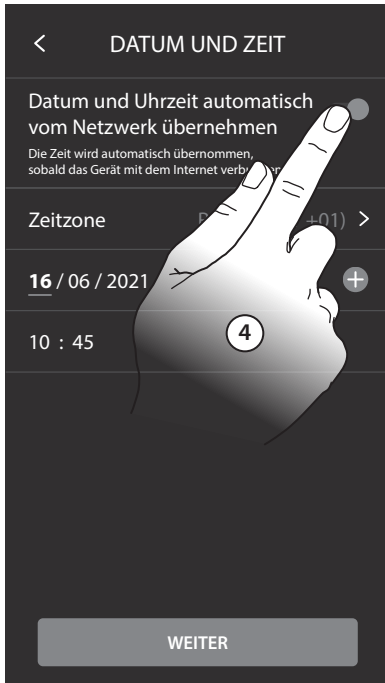 DATUM UND ZEIT
Datum und Uhrzeit automatisch
vom Netzwerk übernehmen
Die Zeit wird automatisch übernommen,
sobald das Gerät mit dem Internet
Zeitzone +01)
16 / 06 / 2021
10 : 45
4
WEITER